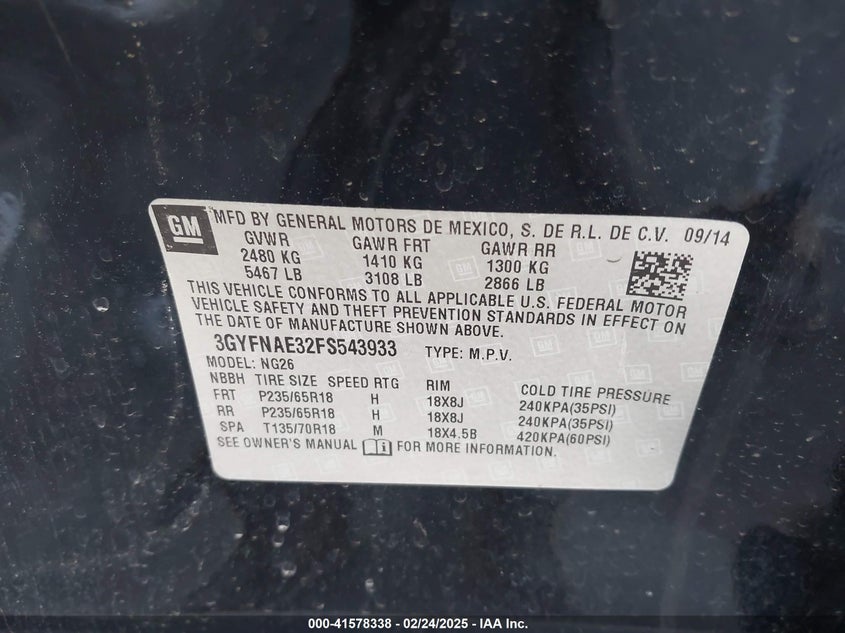 GM MFD BY GENERAL MOTORS DE MEXICO, S. DE R.L. DE C.V. 09/14
GVWR GAWR FRT GAWR RR
2480 KG 1410 KG 1300 KG
5467 LB 3108 LB 2866 LB
THIS VEHICLE CONFORMS TO ALL APPLICABLE U.S. FEDERAL MOTOR
VEHICLE SAFETY AND THEFT PREVENTION STANDARDS IN EFFECT ON
THE DATE OF MANUFACTURE SHOWN ABOVE.
3GYFNAE32FS543933 TYPE: M.P.V.
MODEL: NG26
NBBH TIRE SIZE SPEED RTG RIM COLD TIRE PRESSURE
FRT P235/65R18 H 18X8J 240KPA(35PSI)
RR P235/65R18 H 18X8J 240KPA(35PSI)
SPA T135/70R18 M 18X4.5B 420KPA(60PSI)
SEE OWNER'S MANUAL FOR MORE INFORMATION.
000-41578338 - 02/24/2025 - IAA Inc.